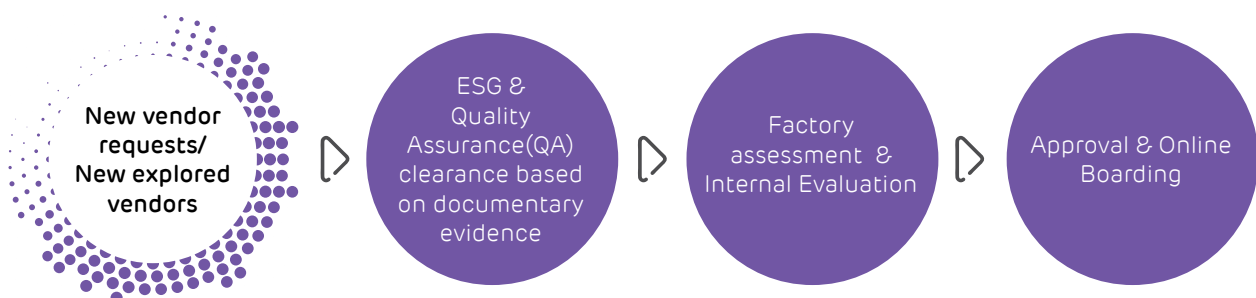 New vendor
requests/
New explored
vendors
ESG &
Quality
Assurance(QA)
clearance based
on documentary
evidence
Factory
assessment &
Internal Evaluation
Approval & Online
Boarding